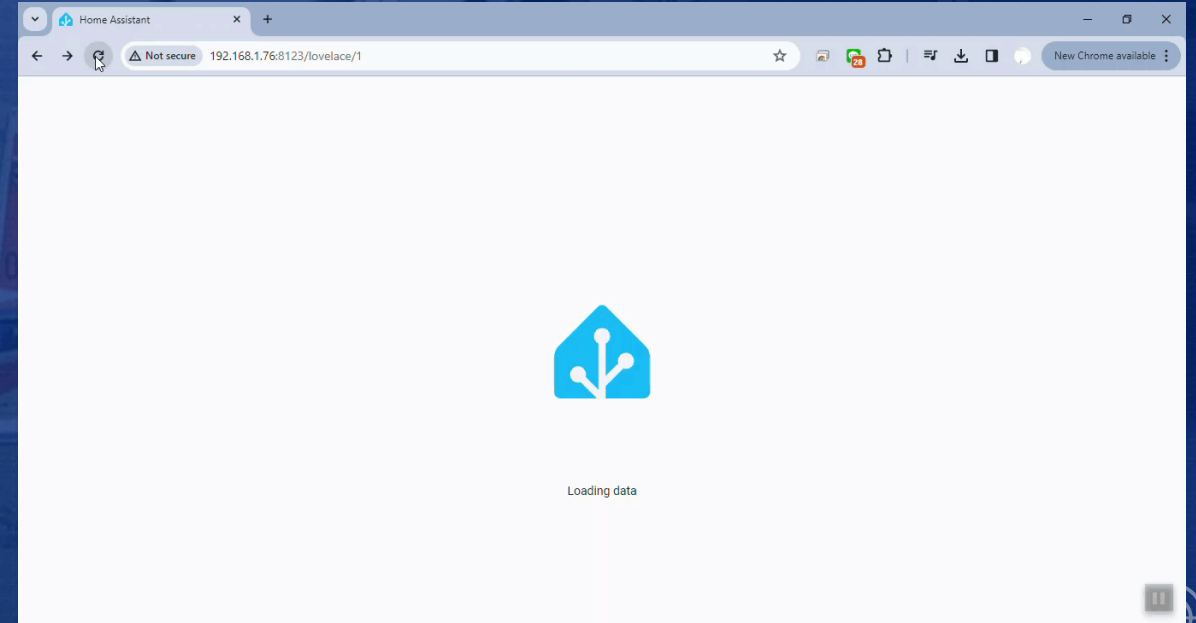 Home Assistant
Not secure 192.168.1.76:8123/lovelace/1
28
New Chrome available
Loading data